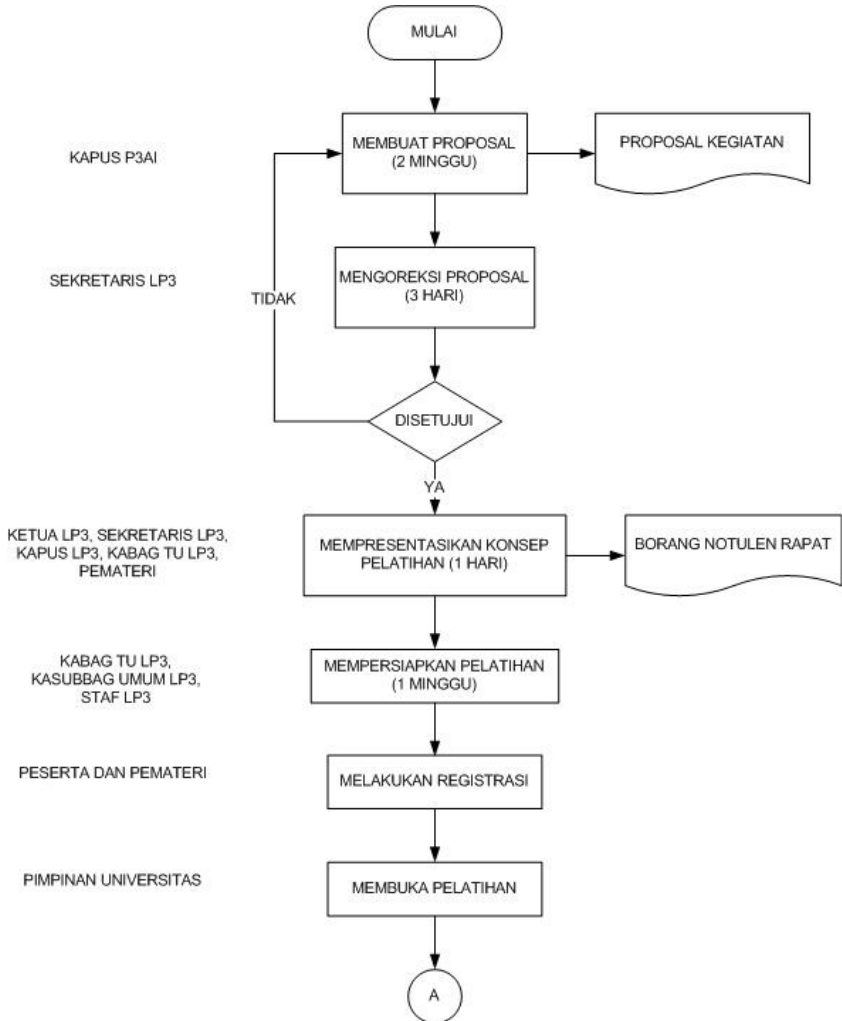 MULAI
KAPUS P3AI
MEMBUAT PROPOSAL
(2 MINGGU)
PROPOSAL KEGIATAN
SEKRETARIS LP3
MENGOREKSI PROPOSAL
(3 HARI)
TIDAK
DISETUJUI
YA
KETUA LP3, SEKRETARIS LP3,
KAPUS LP3, KABAG TU LP3,
PEMATERI
MEMPRESENTASIKAN KONSEP
PELATIHAN (1 HARI)
BORANG NOTULEN RAPAT
KABAG TU LP3,
KASUBBAG UMUM LP3,
STAF LP3
MEMPERSIAPKAN PELATIHAN
(1 MINGGU)
PESERTA DAN PEMATERI
MELAKUKAN REGISTRASI
PIMPINAN UNIVERSITAS
MEMBUKA PELATIHAN
A